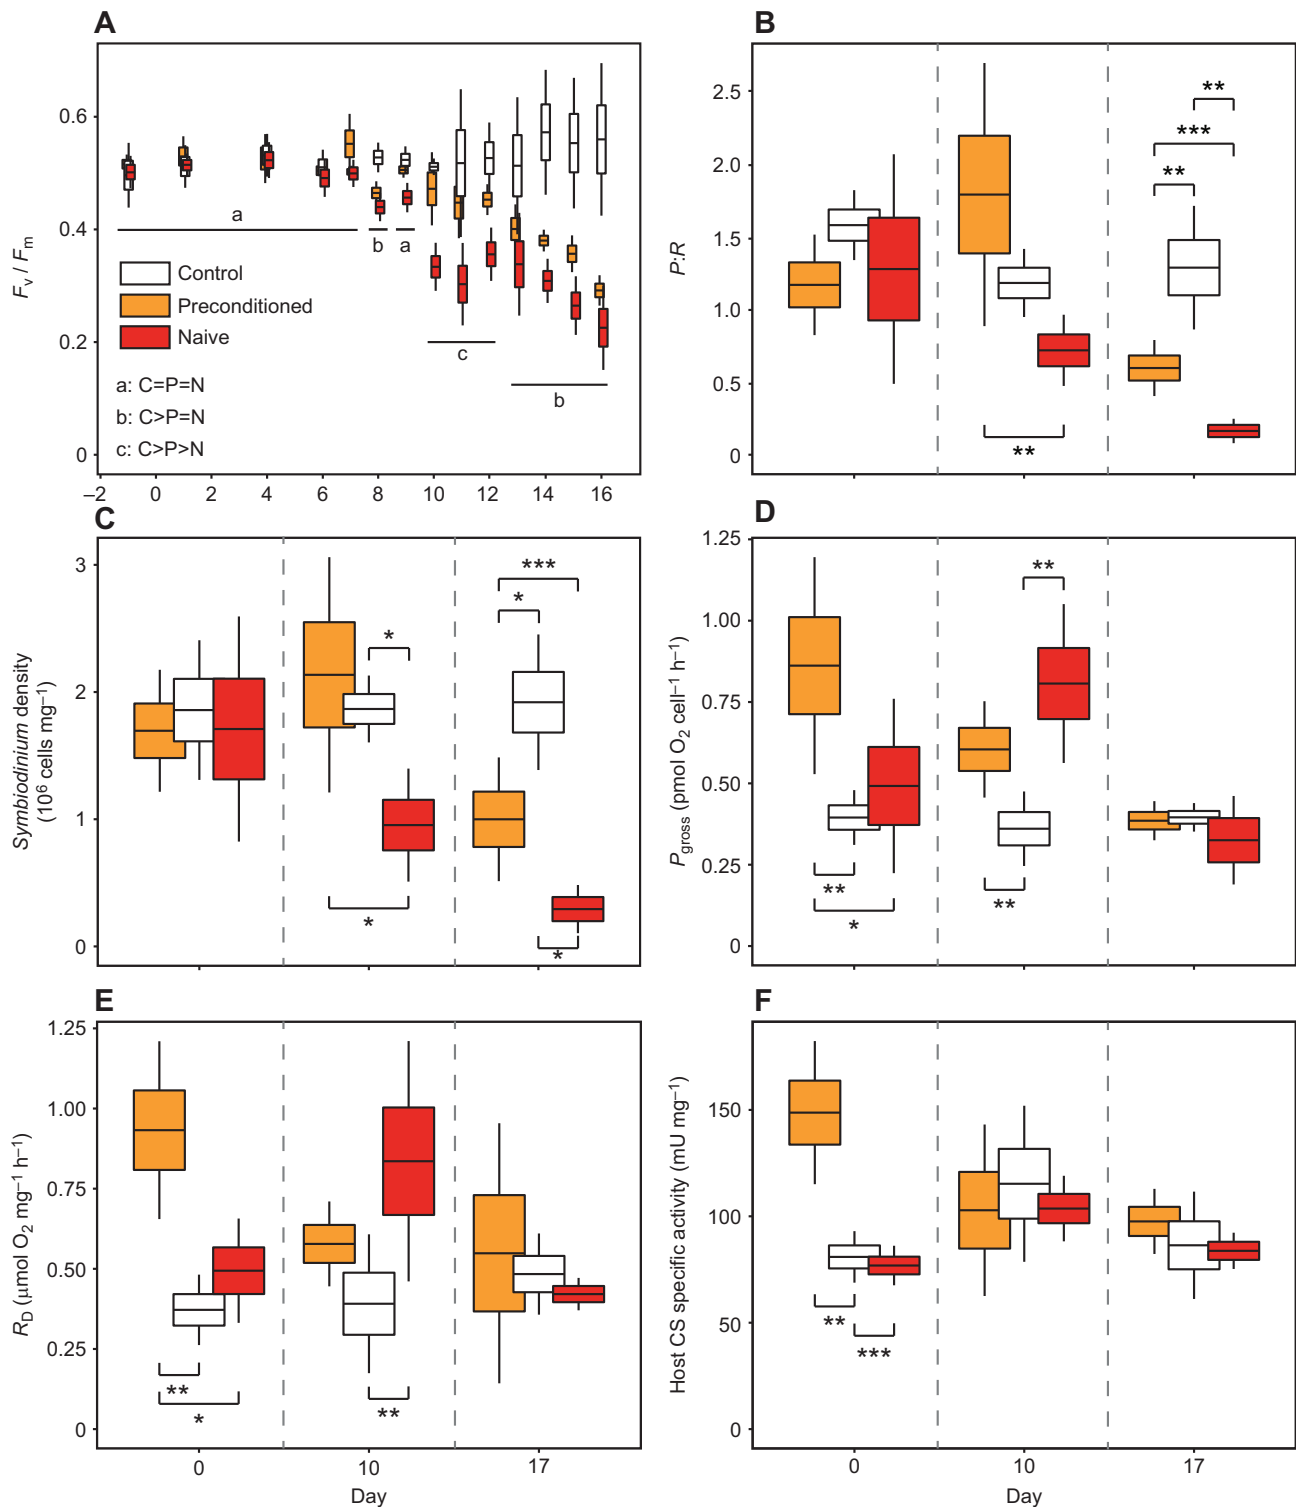 A
F_v / F_m
0.6
0.4
0.2
0
a
b
a
c
b
Control
Preconditioned
Naive
a: C=P=N
b: C>P=N
c: C>P>N
–2 0 2 4 6 8 10 12 14 16
B
P:R
2.5
2.0
1.5
1.0
0.5
0
**
**
***
**
C
Symbiodinium density
(10⁶ cells mg⁻¹)
3
2
1
0
*
*
***
*
*
D
P_gross (pmol O₂ cell⁻¹ h⁻¹)
1.25
1.00
0.75
0.50
0.25
0
**
*
**
**
E
R_D (μmol O₂ mg⁻¹ h⁻¹)
1.25
1.00
0.75
0.50
0.25
0
**
*
**
0 10 17
Day
F
Host CS specific activity (mU mg⁻¹)
150
100
50
0
**
***
0 10 17
Day